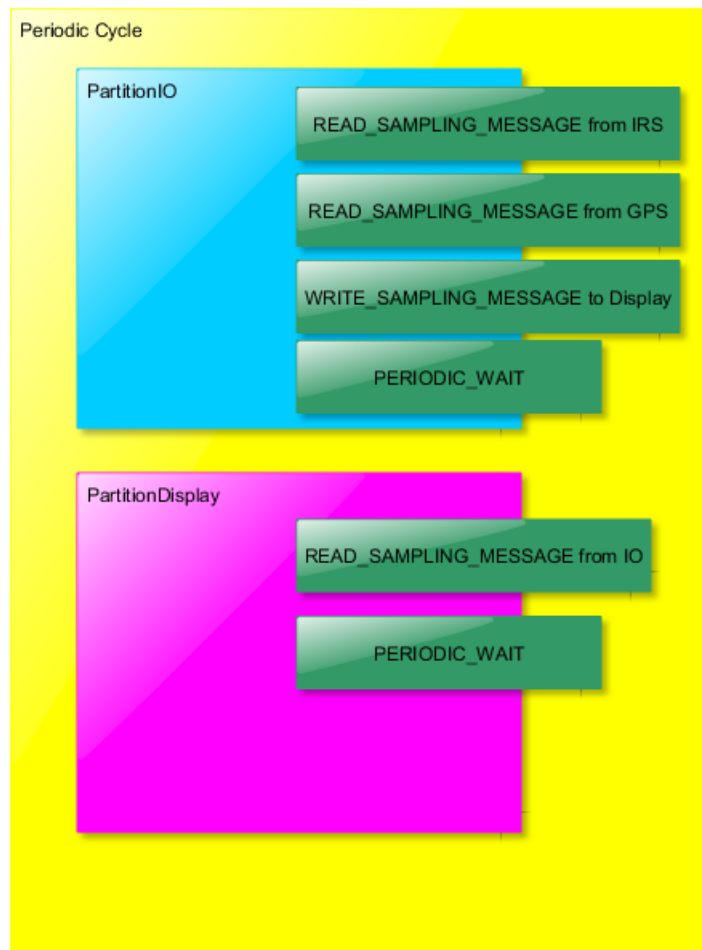 Periodic Cycle
PartitionIO
READ_SAMPLING_MESSAGE from IRS
READ_SAMPLING_MESSAGE from GPS
WRITE_SAMPLING_MESSAGE to Display
PERIODIC_WAIT
PartitionDisplay
READ_SAMPLING_MESSAGE from IO
PERIODIC_WAIT